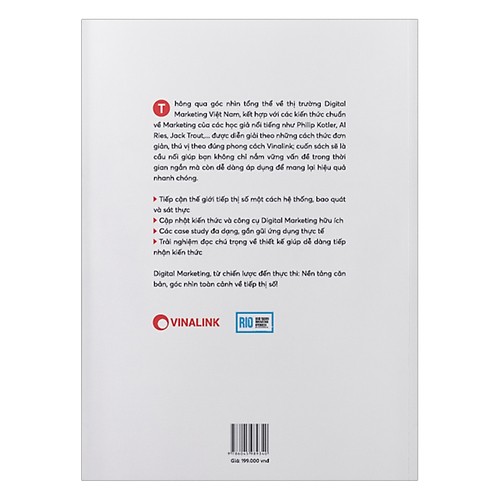 Thông qua góc nhìn tổng thể về thị trường Digital
Marketing Việt Nam, kết hợp với các kiến thức chuẩn
về Marketing của các học giả nổi tiếng như Philip Kotler, Al
Ries, Jack Trout,... được diễn giải theo những cách thức đơn
giản, thú vị theo đúng phong cách Vinalink; cuốn sách sẽ là
cầu nối giúp bạn không chỉ nắm vững vấn đề trong thời
gian ngắn mà còn dễ dàng áp dụng để mang lại hiệu quả
nhanh chóng.
Tiếp cận thế giới tiếp thị số một cách hệ thống, bao quát
và sát thực
Cập nhật kiến thức và công cụ Digital Marketing hữu ích
Các case study đa dạng, gần gũi ứng dụng thực tế
Trải nghiệm đọc chú trọng về thiết kế giúp dễ dàng tiếp
nhận kiến thức
Digital Marketing, từ chiến lược đến thực thi: Nền tảng căn
bản, góc nhìn toàn cảnh về tiếp thị số!
VINALINK
RIO
Giá: 199.000 vnđ